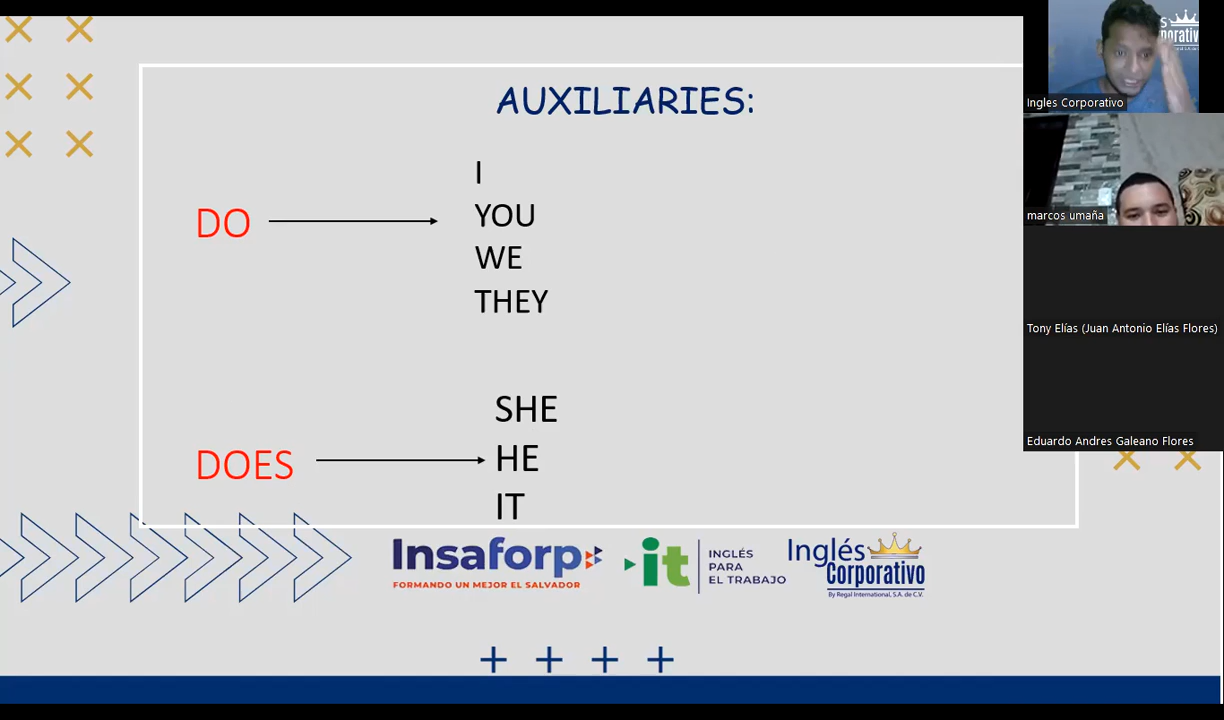 AUXILIARIES:
DO
I
YOU
WE
THEY
DOES
SHE
HE
IT
Insaforp
FORMANDO UN MEJOR EL SALVADOR
it
INGLÉS
PARA
EL TRABAJO
Inglés
Corporativo
By Regal International, S.A. de C.V.
Ingles Corporativo
marcos umaña
Tony Elías (Juan Antonio Elías Flores)
Eduardo Andres Galeano Flores